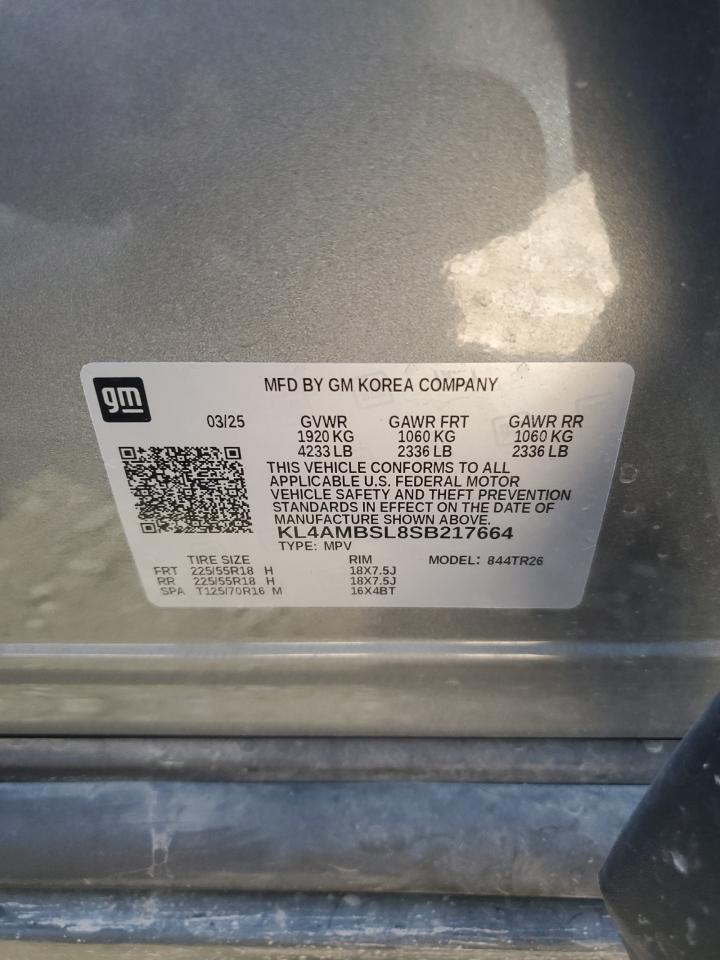 gm
MFD BY GM KOREA COMPANY
03/25 GVWR GAWR FRT GAWR RR
1920 KG 1060 KG 1060 KG
4233 LB 2336 LB 2336 LB
THIS VEHICLE CONFORMS TO ALL
APPLICABLE U.S. FEDERAL MOTOR
VEHICLE SAFETY AND THEFT PREVENTION
STANDARDS IN EFFECT ON THE DATE OF
MANUFACTURE SHOWN ABOVE.
KL4AMBSL8SB217664
TYPE: MPV
TIRE SIZE RIM MODEL: 844TR26
FRT 225/55R18 H 18X7.5J
RR 225/55R18 H 18X7.5J
SPA T125/70R16 M 16X4BT